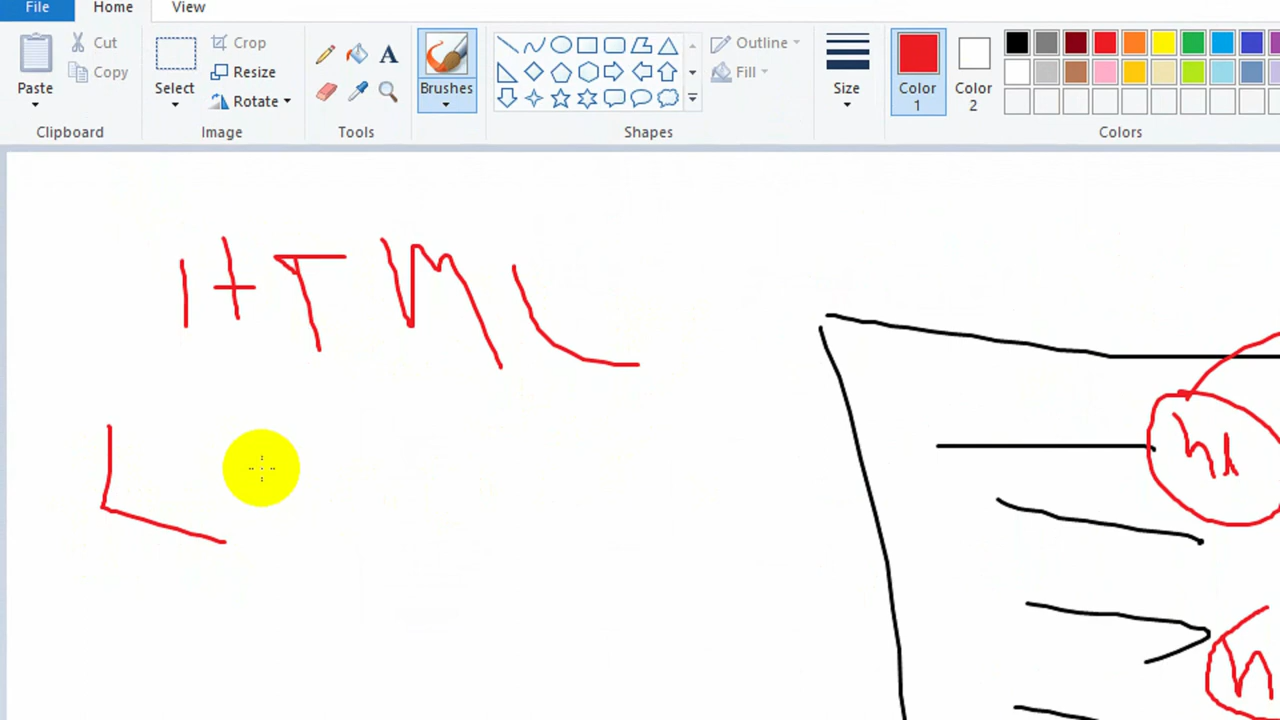 File Home View
Paste Cut Copy Clipboard
Select Crop Resize Rotate Image
Tools
Brushes
Shapes
Outline Fill
Size
Color 1
Color 2
Colors
HTML
L